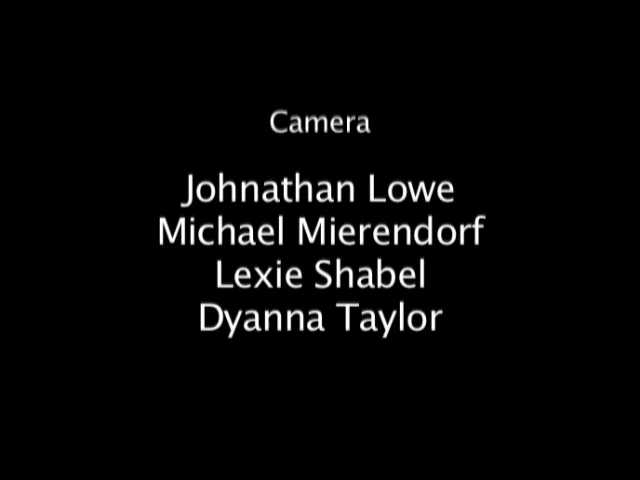 Camera
Johnathan Lowe
Michael Mierendorf
Lexie Shabel
Dyanna Taylor